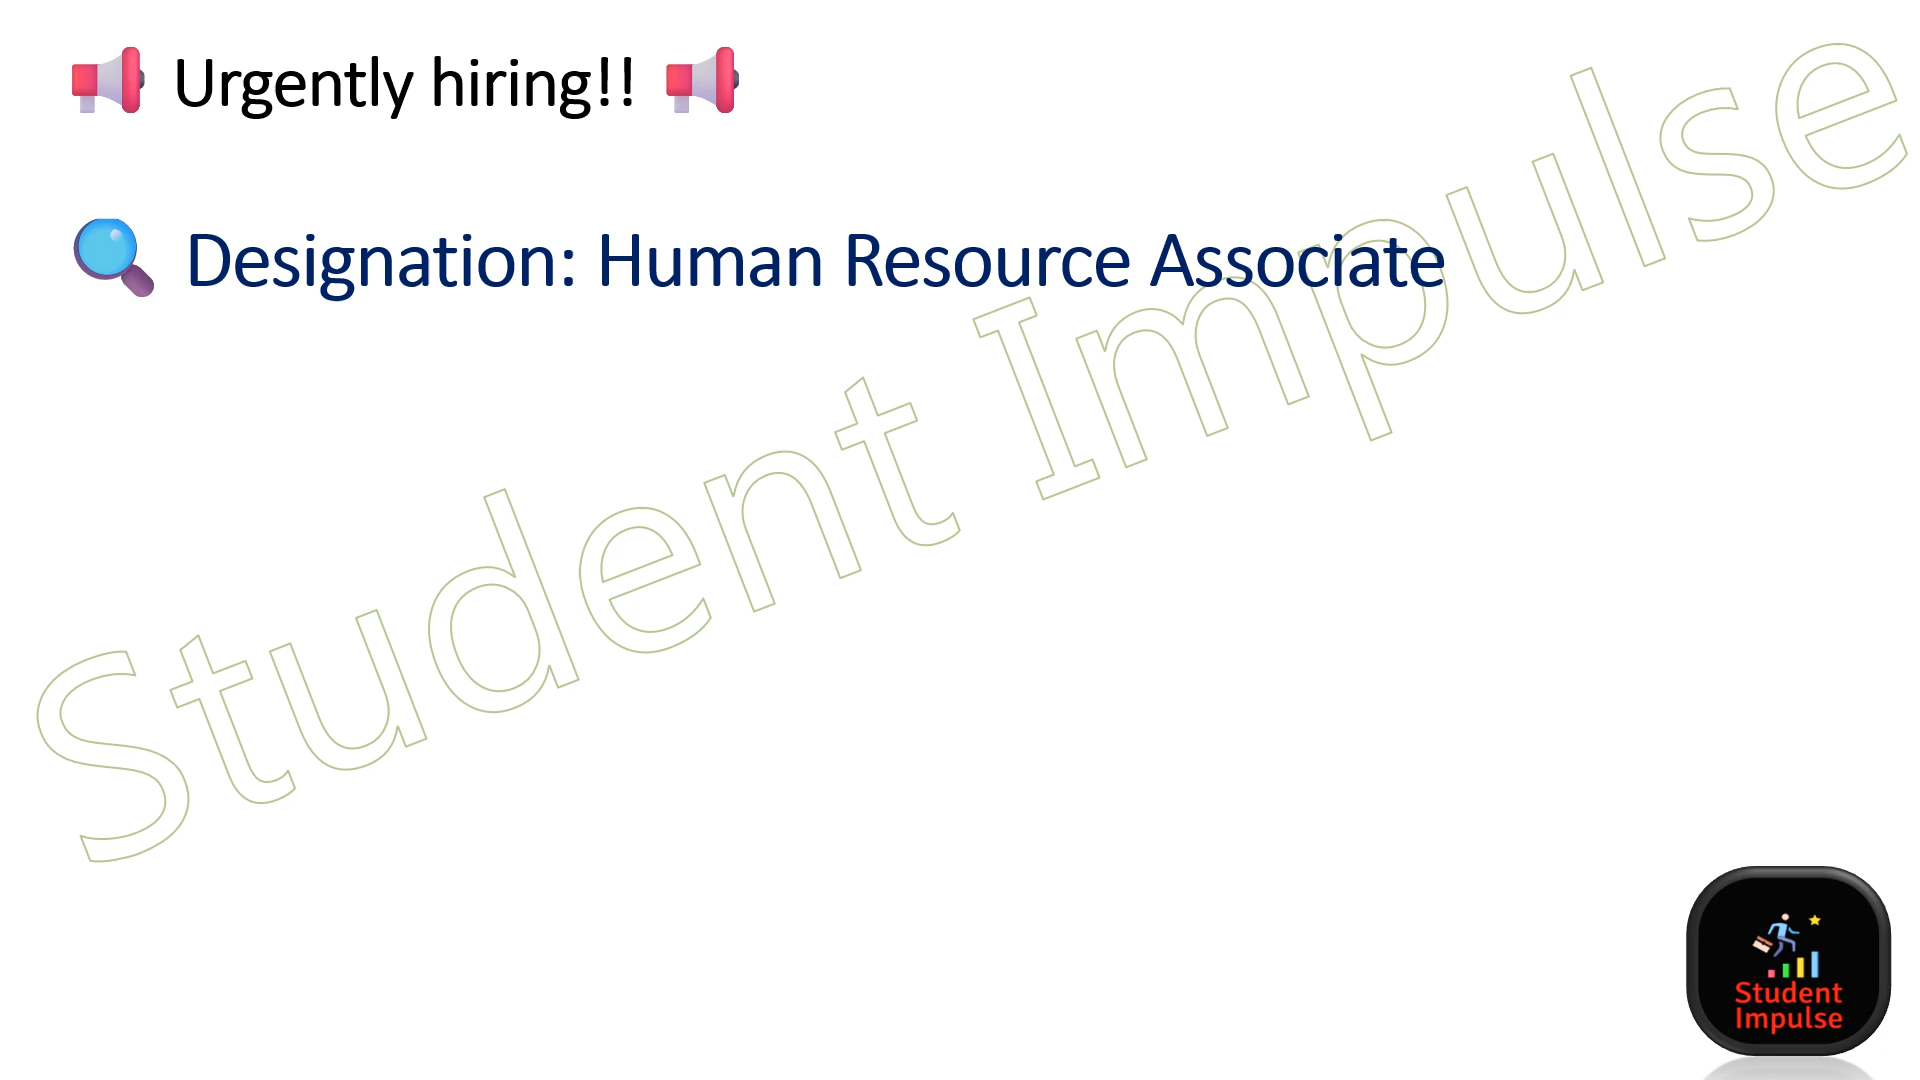 📢 Urgently hiring!! 📢
🔍 Designation: Human Resource Associate
Student Impulse
Student
Impulse